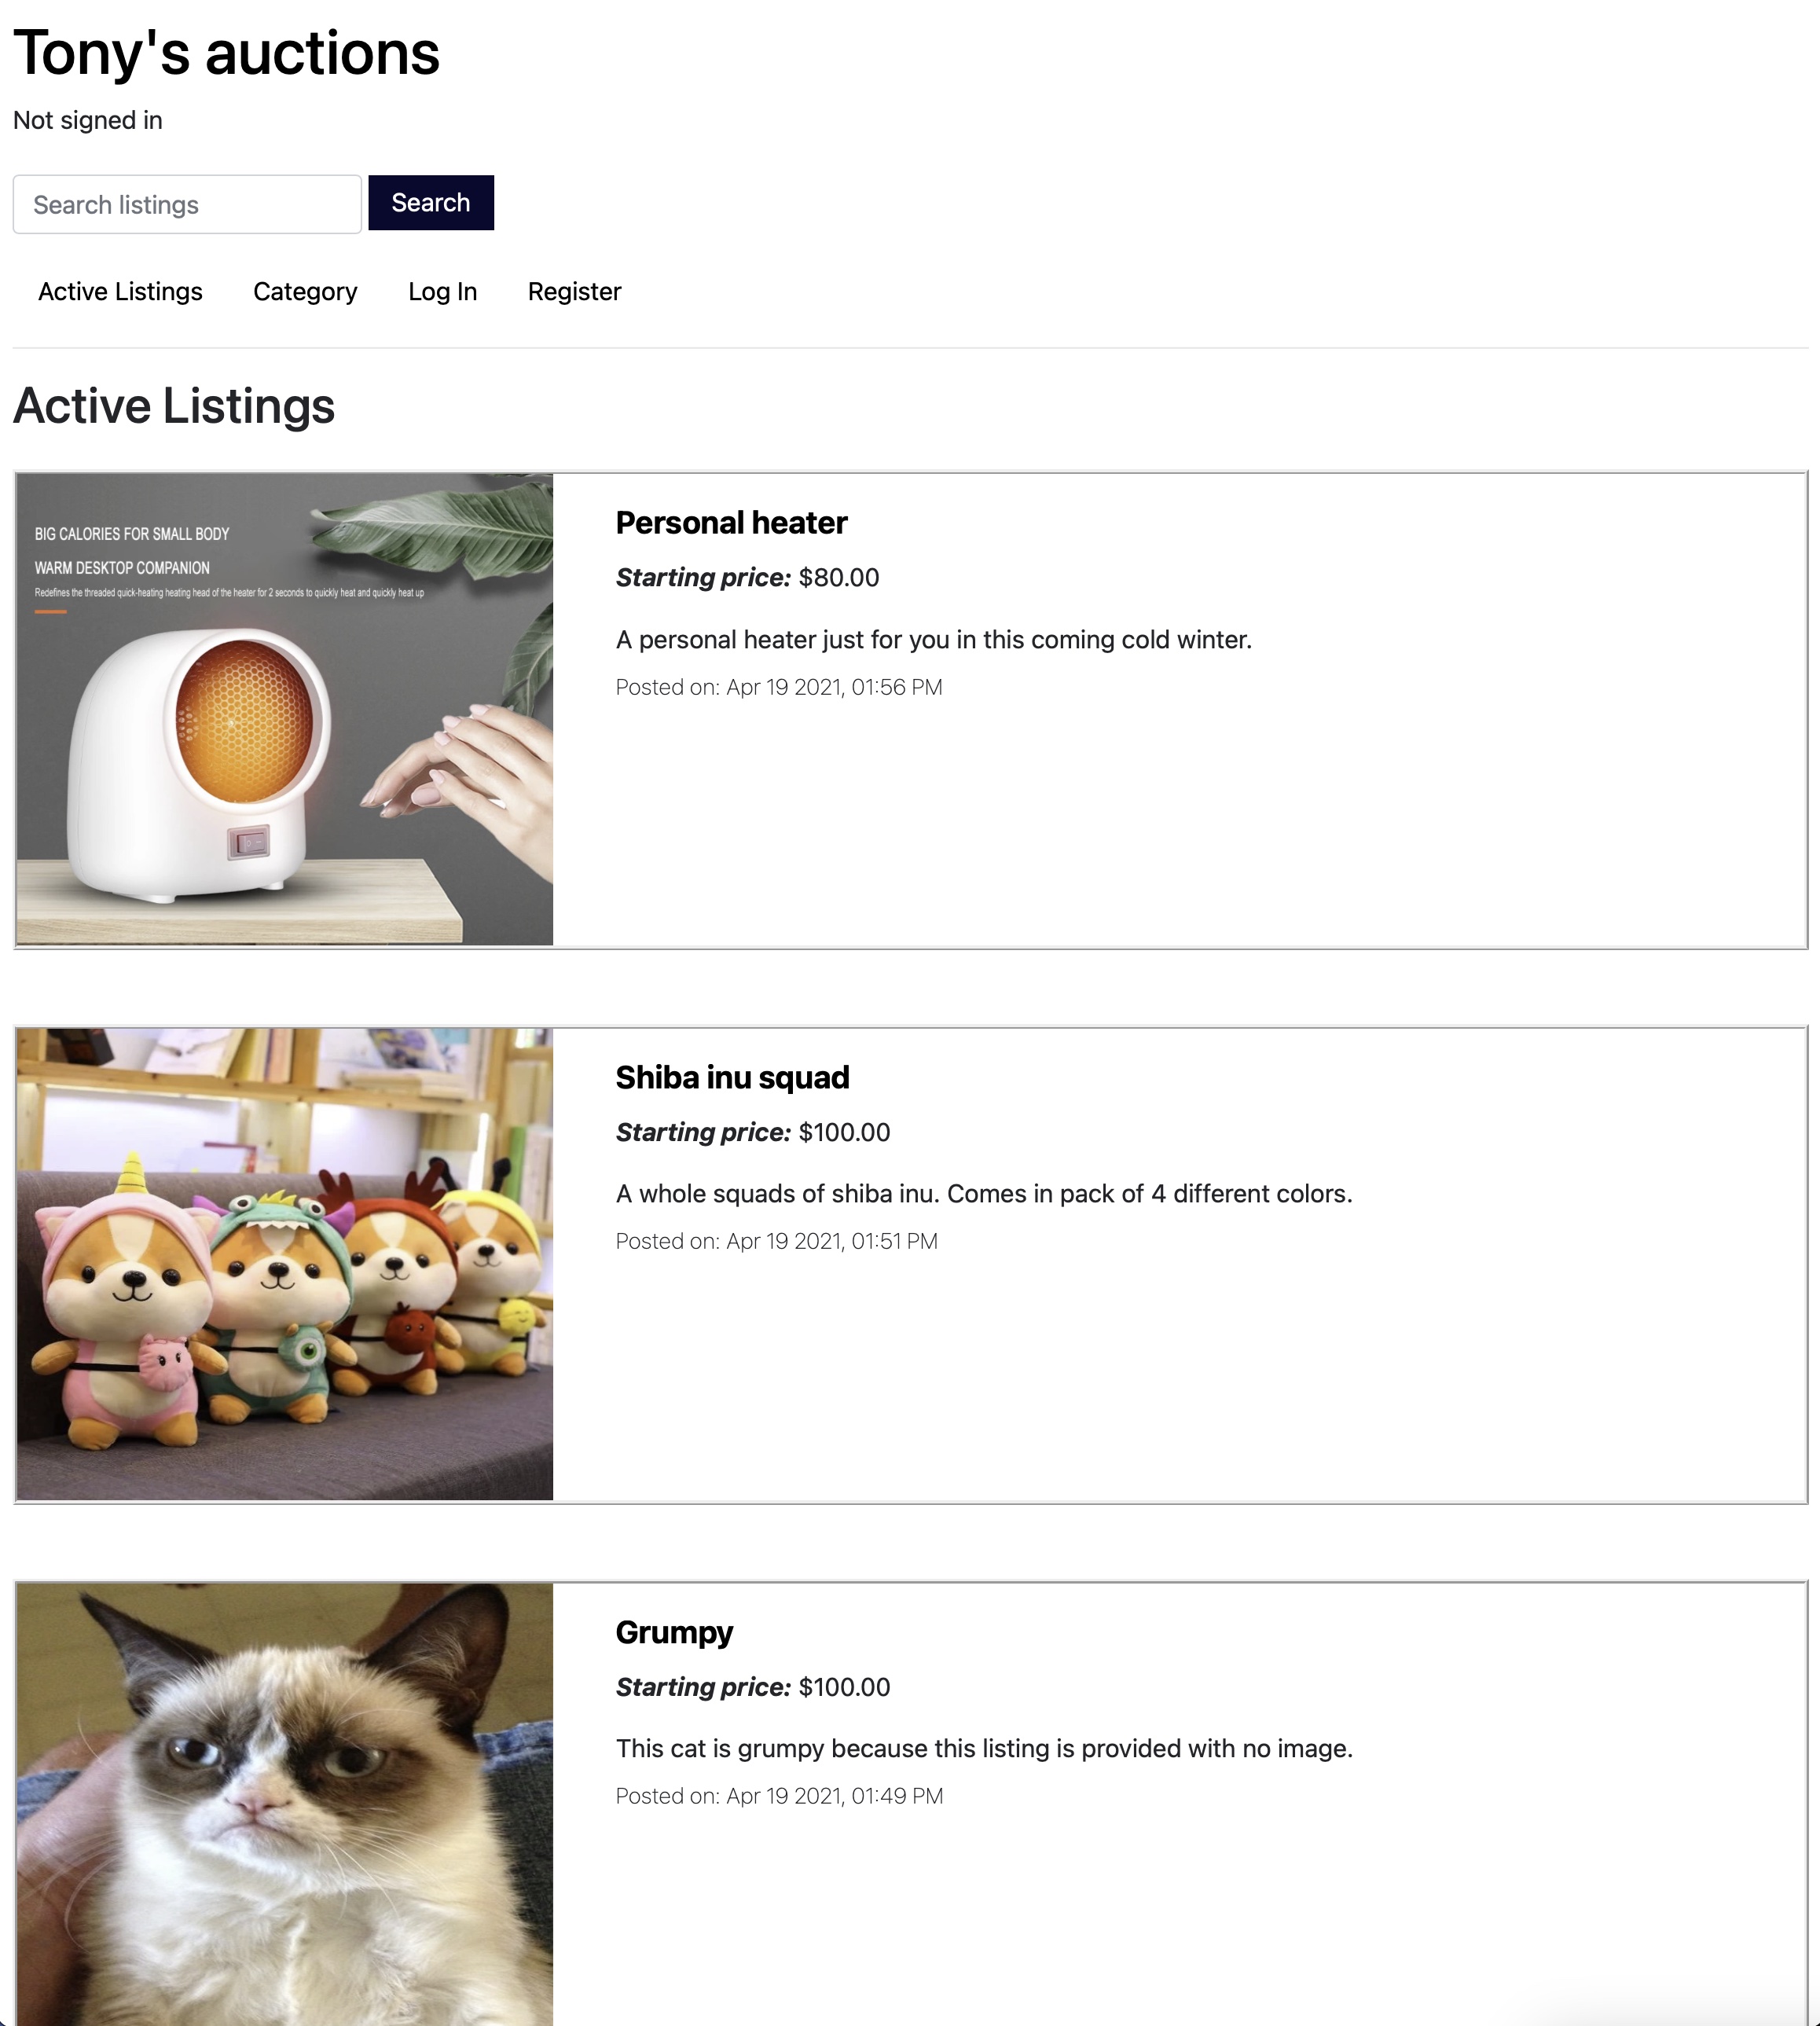 Tony's auctions
Not signed in
Search listings Search
Active Listings Category Log In Register
Active Listings
BIG CALORIES FOR SMALL BODY
WARM DESKTOP COMPANION
Redefines the threaded quick-heating heating head of the heater for 2 seconds to quickly heat and quickly heat up
Personal heater
Starting price: $80.00
A personal heater just for you in this coming cold winter.
Posted on: Apr 19 2021, 01:56 PM
Shiba inu squad
Starting price: $100.00
A whole squads of shiba inu. Comes in pack of 4 different colors.
Posted on: Apr 19 2021, 01:51 PM
Grumpy
Starting price: $100.00
This cat is grumpy because this listing is provided with no image.
Posted on: Apr 19 2021, 01:49 PM